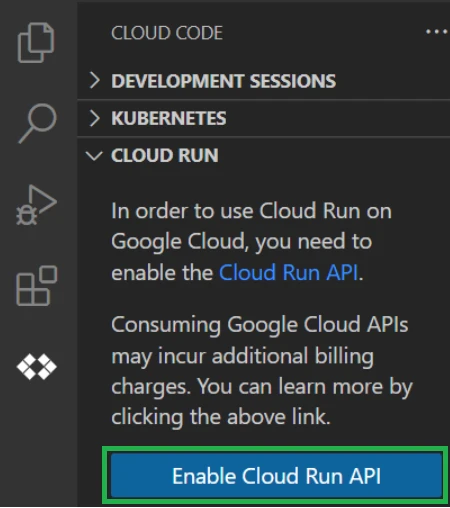 CLOUD CODE
DEVELOPMENT SESSIONS
KUBERNETES
CLOUD RUN
In order to use Cloud Run on
Google Cloud, you need to
enable the Cloud Run API.
Consuming Google Cloud APIs
may incur additional billing
charges. You can learn more by
clicking the above link.
Enable Cloud Run API